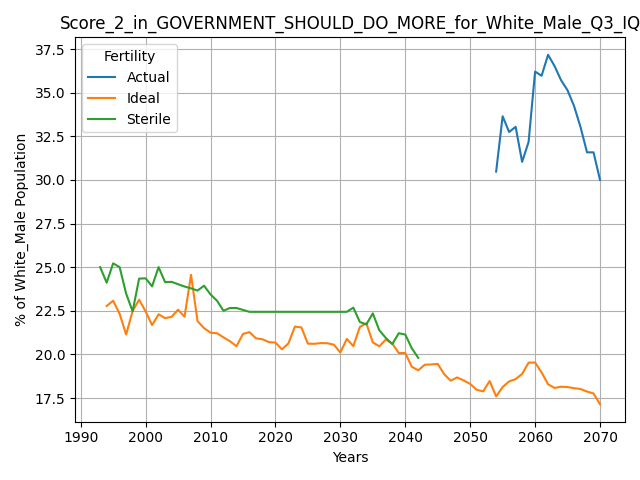 Score_2_in_GOVERNMENT_SHOULD_DO_MORE_for_White_Male_Q3_IQ
Fertility
Actual
Ideal
Sterile
% of White_Male Population
37.5
35.0
32.5
30.0
27.5
25.0
22.5
20.0
17.5
1990 2000 2010 2020 2030 2040 2050 2060 2070
Years